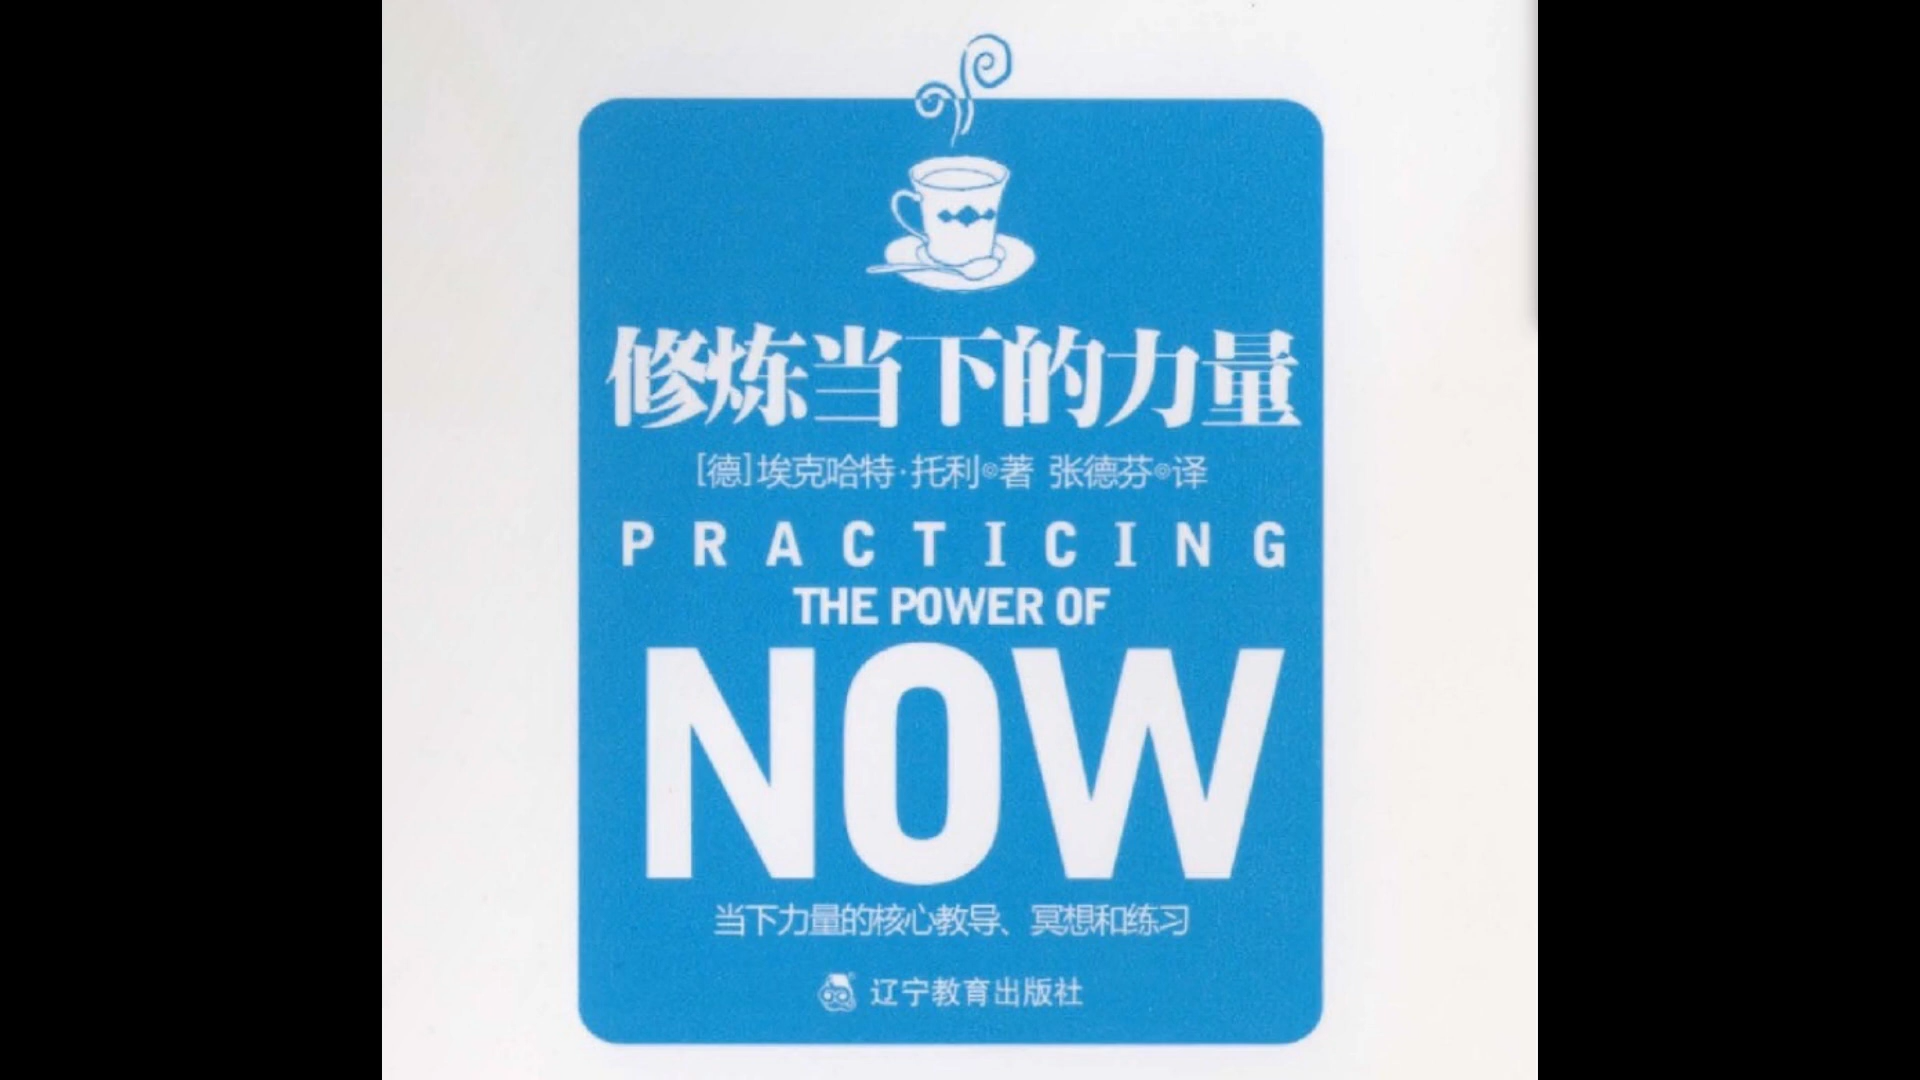 修炼当下的力量
[德]埃克哈特·托利◎著 张德芬◎译
PRACTICING
THE POWER OF
NOW
当下力量的核心教导、冥想和练习
辽宁教育出版社